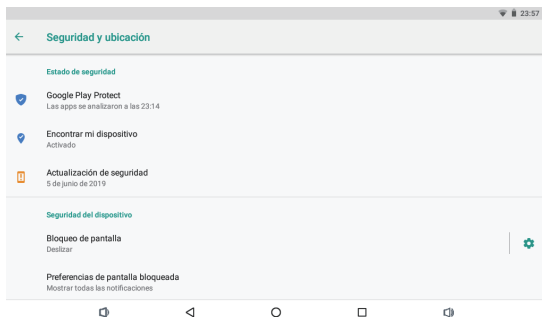 23:57
Seguridad y ubicación
Estado de seguridad
Google Play Protect
Las apps se analizaron a las 23:14
Encontrar mi dispositivo
Activado
Actualización de seguridad
5 de junio de 2019
Seguridad del dispositivo
Bloqueo de pantalla
Deslizar
Preferencias de pantalla bloqueada
Mostrar todas las notificaciones